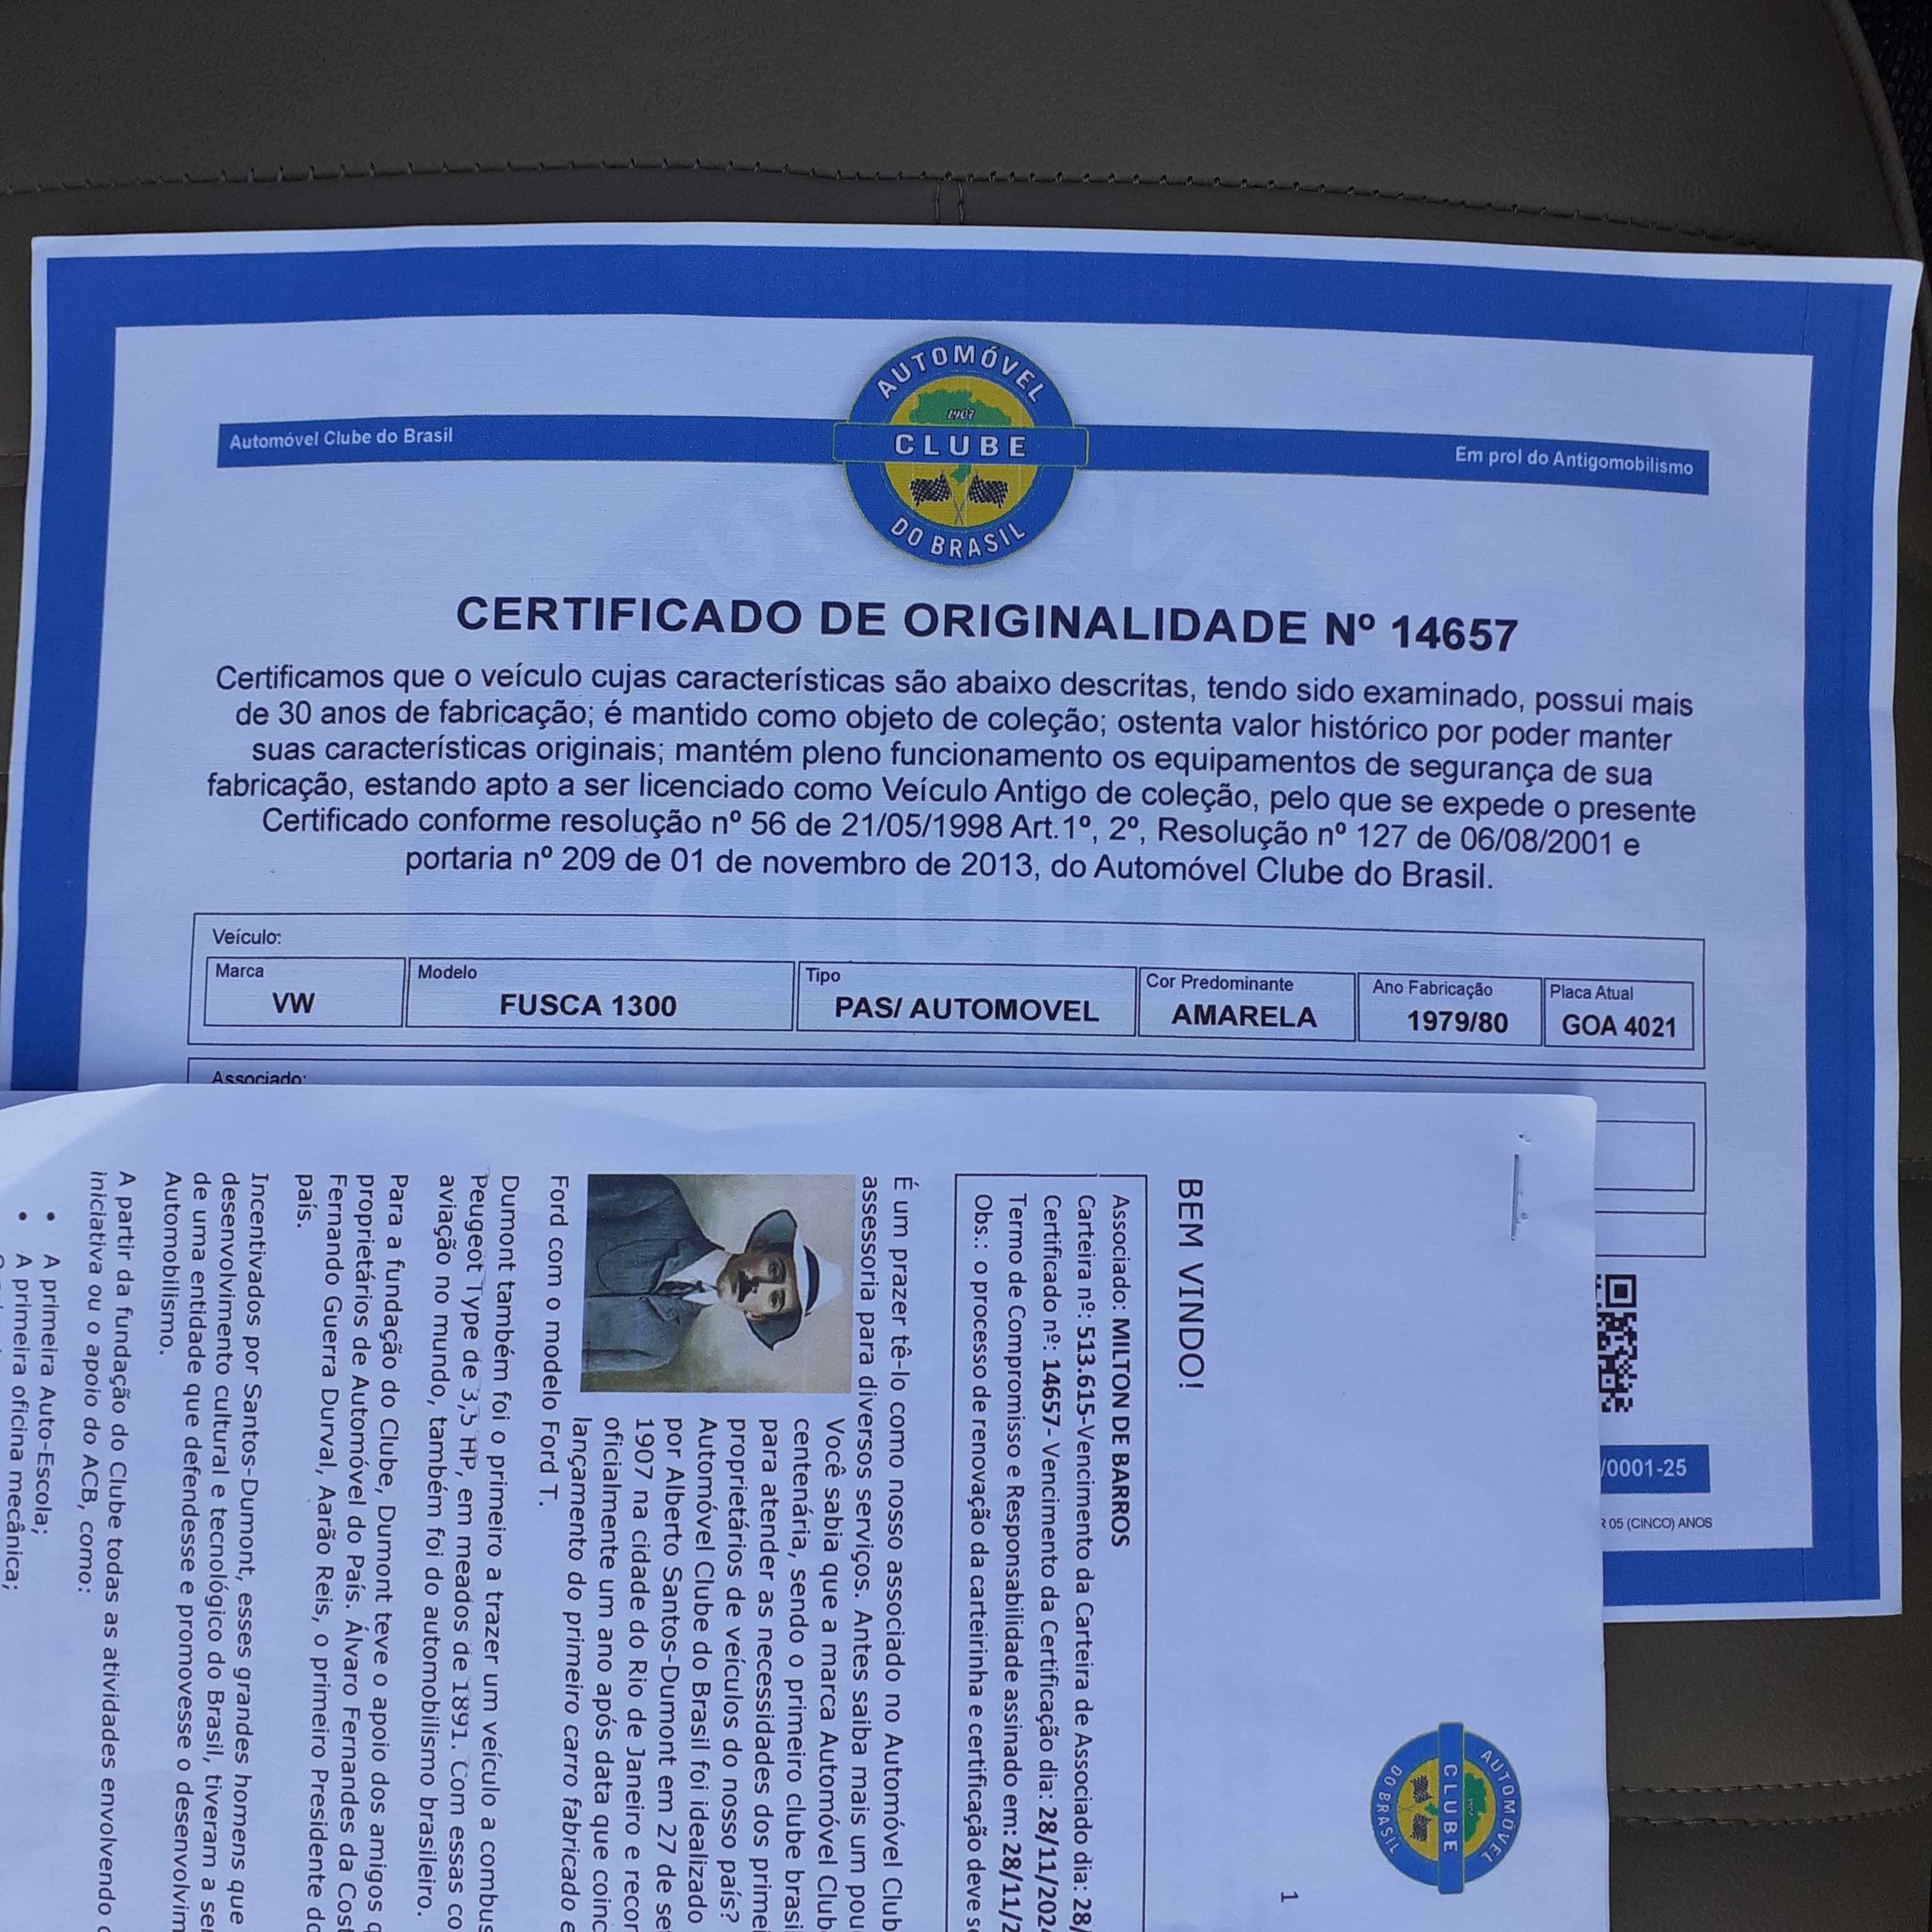 AUTOMÓVEL
1907
CLUBE
DO BRASIL
Automóvel Clube do Brasil
Em prol do Antigomobilismo
CERTIFICADO DE ORIGINALIDADE Nº 14657
Certificamos que o veículo cujas características são abaixo descritas, tendo sido examinado, possui mais
de 30 anos de fabricação; é mantido como objeto de coleção; ostenta valor histórico por poder manter
suas características originais; mantém pleno funcionamento os equipamentos de segurança de sua
fabricação, estando apto a ser licenciado como Veículo Antigo de coleção, pelo que se expede o presente
Certificado conforme resolução nº 56 de 21/05/1998 Art.1º, 2º, Resolução nº 127 de 06/08/2001 e
portaria nº 209 de 01 de novembro de 2013, do Automóvel Clube do Brasil.
Veículo:
Marca
VW
Modelo
FUSCA 1300
Tipo
PAS/ AUTOMOVEL
Cor Predominante
AMARELA
Ano Fabricação
1979/80
Placa Atual
GOA 4021
Associado:
/0001-25
05 (CINCO) ANOS
AUTOMÓVEL
1907
CLUBE
DO BRASIL
1
BEM VINDO!
Associado: MILTON DE BARROS
Carteira nº: 513.615-Vencimento da Carteira de Associado dia: 28/
Certificado nº: 14657- Vencimento da Certificação dia: 28/11/202
Termo de Compromisso e Responsabilidade assinado em: 28/11/2
Obs.: o processo de renovação da carteirinha e certificação deve s
É um prazer tê-lo como nosso associado no Automóvel Club
assessoria para diversos serviços. Antes saiba mais um pou
Você sabia que a marca Automóvel Club
centenária, sendo o primeiro clube brasil
para atender as necessidades dos primei
proprietários de veículos do nosso país?
Automóvel Clube do Brasil foi idealizado
por Alberto Santos-Dumont em 27 de se
1907 na cidade do Rio de Janeiro e recon
oficialmente um ano após data que coinc
lançamento do primeiro carro fabricado e
Ford com o modelo Ford T.
Dumont também foi o primeiro a trazer um veículo a combus
Peugeot Type de 3,5 HP, em meados de 1891. Com essas co
aviação no mundo, também foi do automobilismo brasileiro.
Para a fundação do Clube, Dumont teve o apoio dos amigos q
proprietários de Automóvel do País. Álvaro Fernandes da Cost
Fernando Guerra Durval, Aarão Reis, o primeiro Presidente do
país.
Incentivados por Santos-Dumont, esses grandes homens que
desenvolvimento cultural e tecnológico do Brasil, tiveram a se
de uma entidade que defendesse e promovesse o desenvolvim
Automobilismo.
A partir da fundação do Clube todas as atividades envolvendo
iniciativa ou o apoio do ACB, como:
• A primeira Auto-Escola;
• A primeira oficina mecânica;